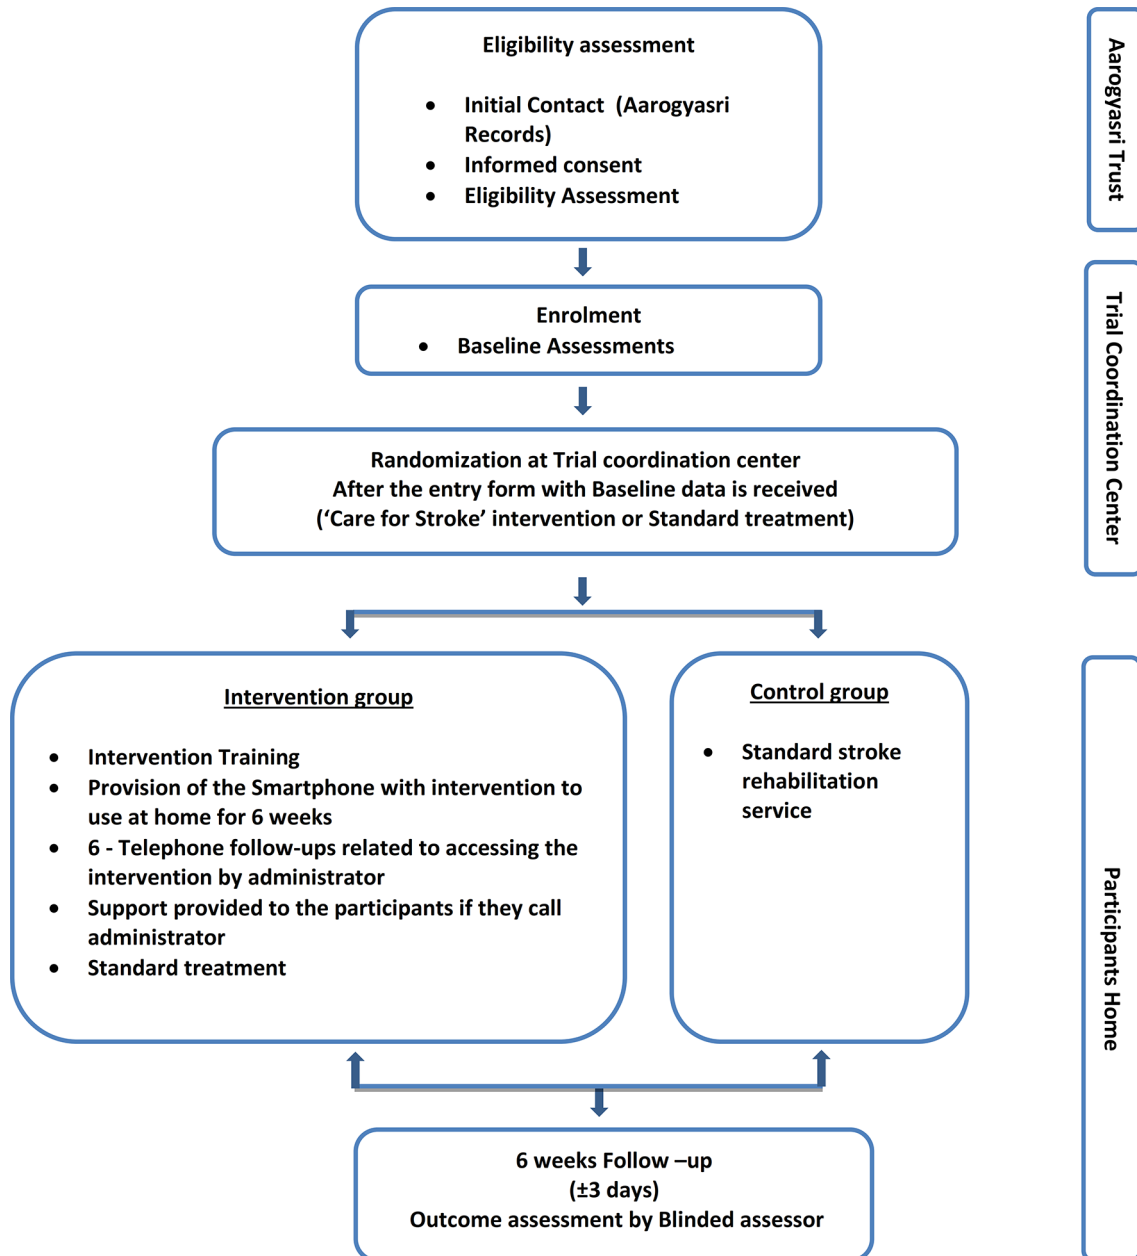 Eligibility assessment
• Initial Contact (Aarogyasri
Records)
• Informed consent
• Eligibility Assessment
Aarogyasri Trust
Enrolment
• Baseline Assessments
Trial Coordination Center
Randomization at Trial coordination center
After the entry form with Baseline data is received
(‘Care for Stroke’ intervention or Standard treatment)
Intervention group
• Intervention Training
• Provision of the Smartphone with intervention to
use at home for 6 weeks
• 6 - Telephone follow-ups related to accessing the
intervention by administrator
• Support provided to the participants if they call
administrator
• Standard treatment
Control group
• Standard stroke
rehabilitation
service
Participants Home
6 weeks Follow –up
(±3 days)
Outcome assessment by Blinded assessor